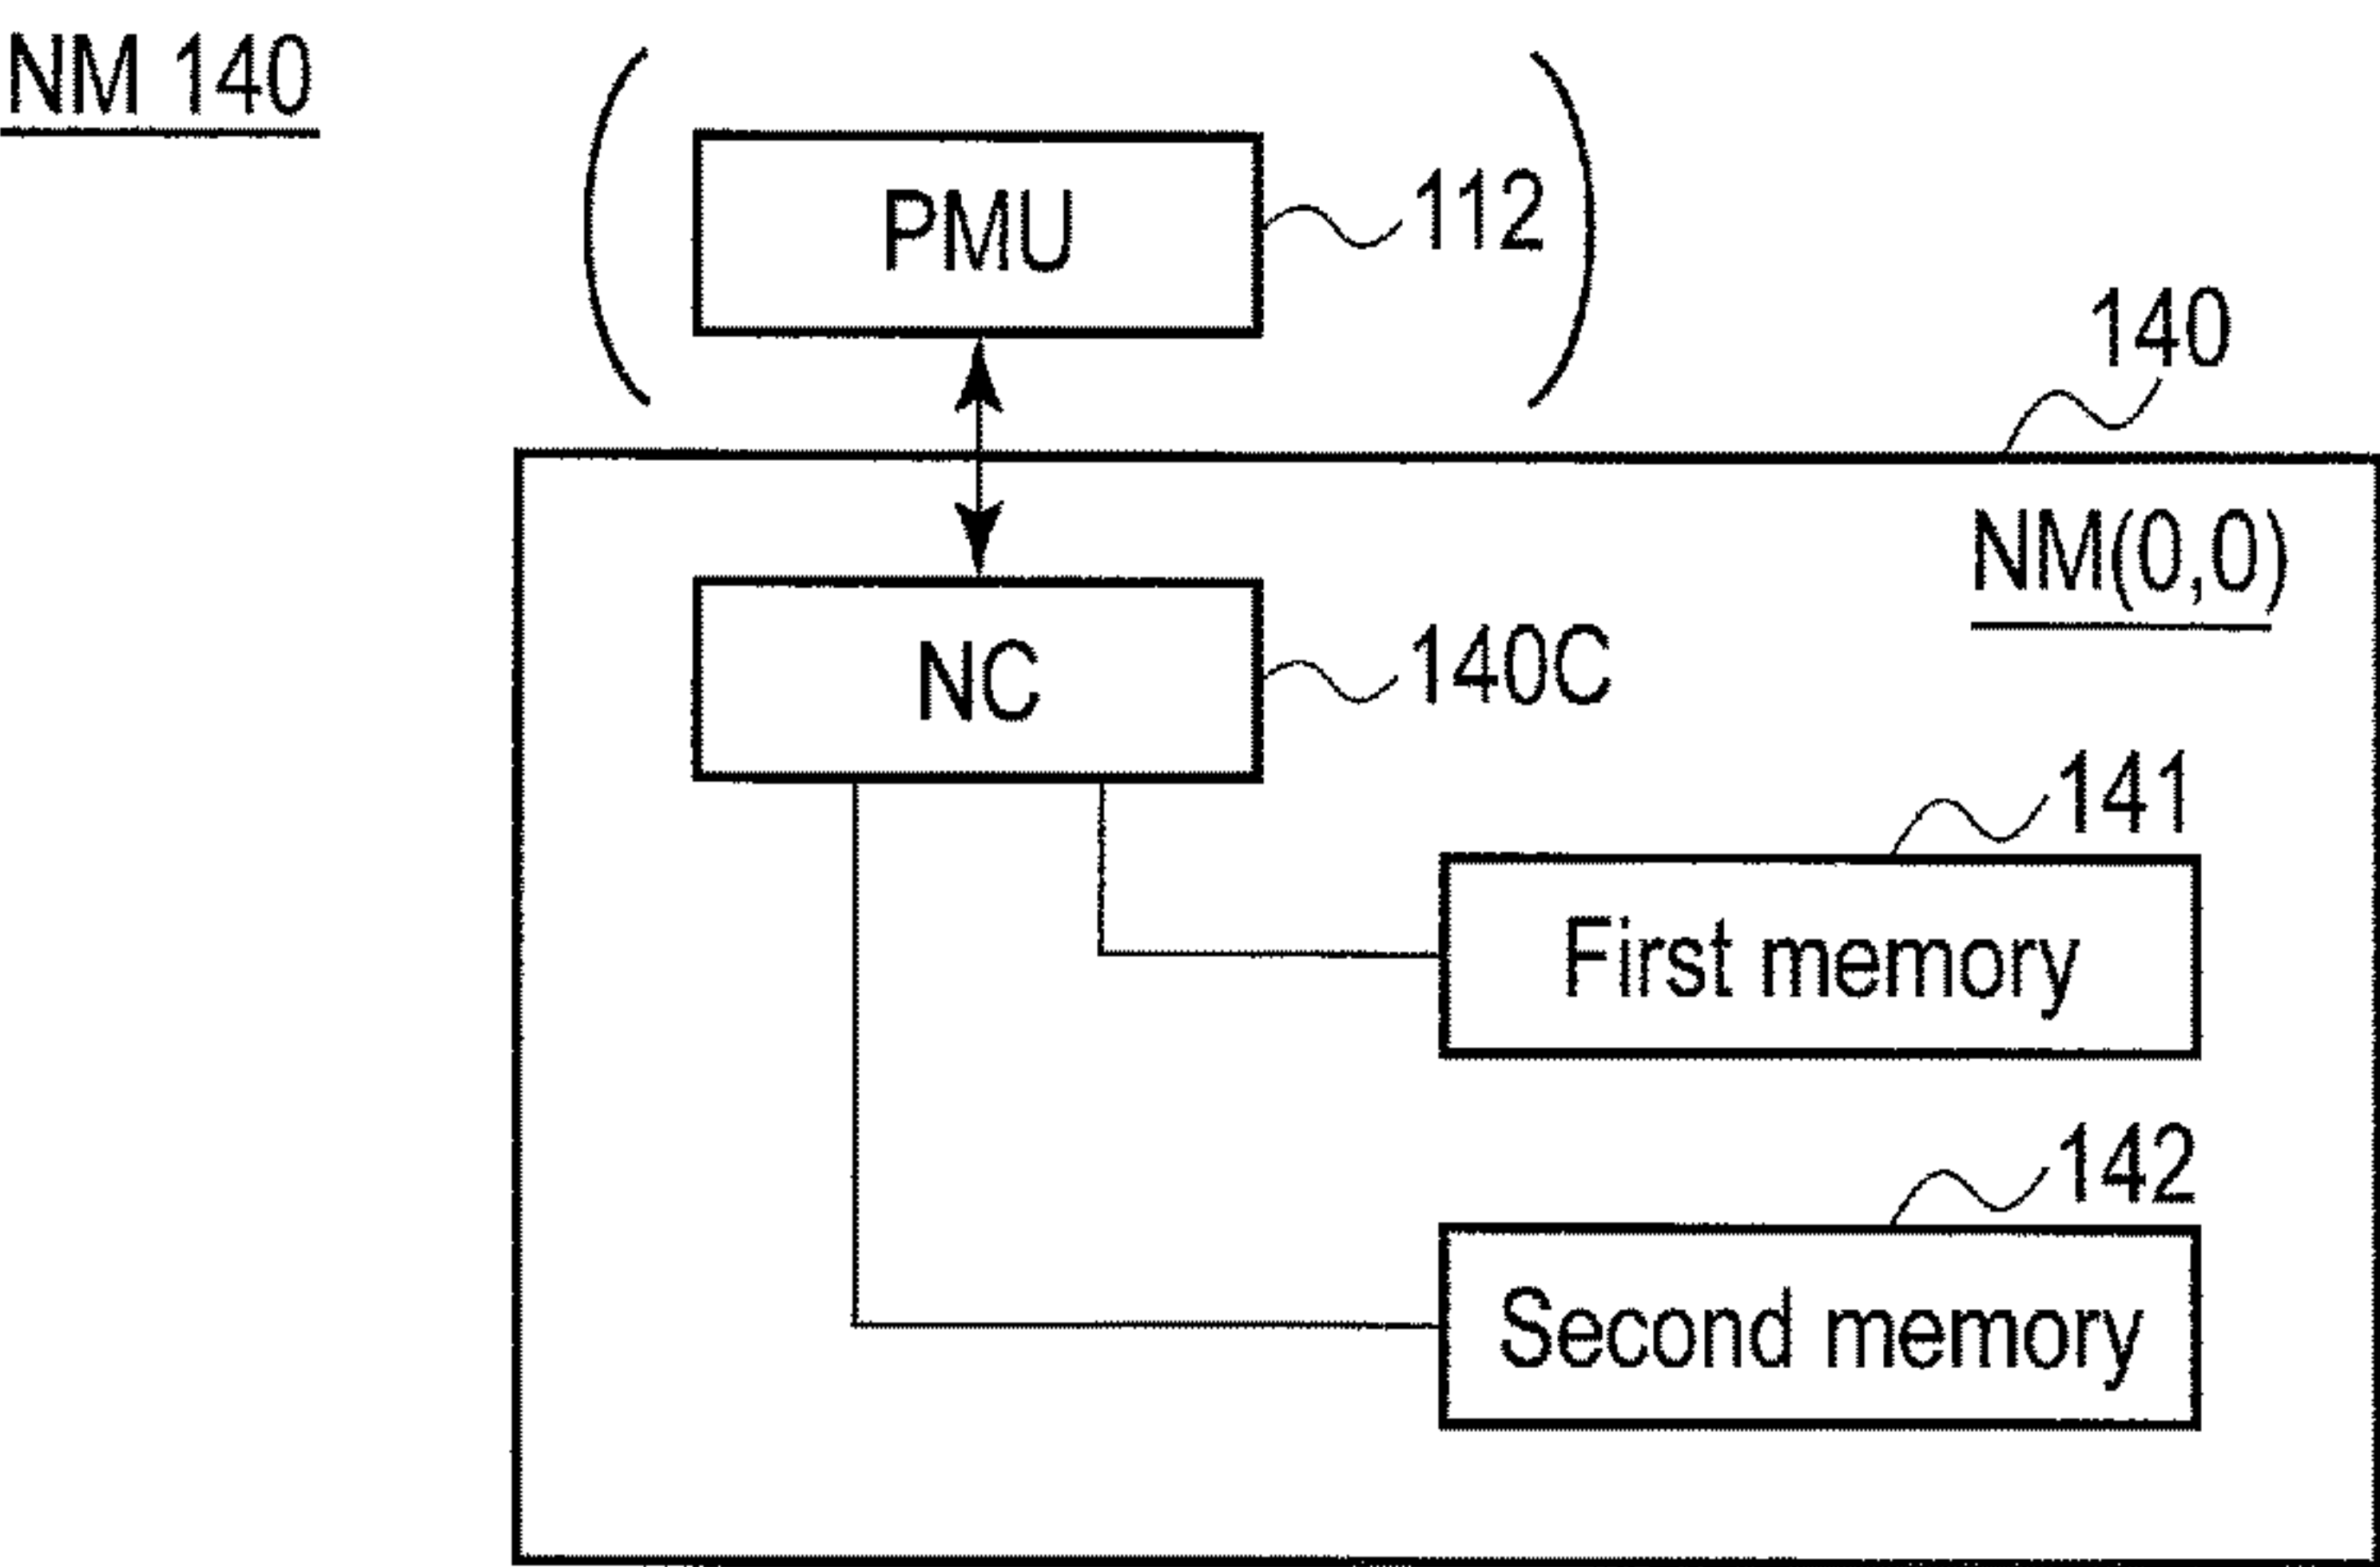 NM 140
PMU
112
140
NM(0,0)
NC
140C
141
First memory
142
Second memory